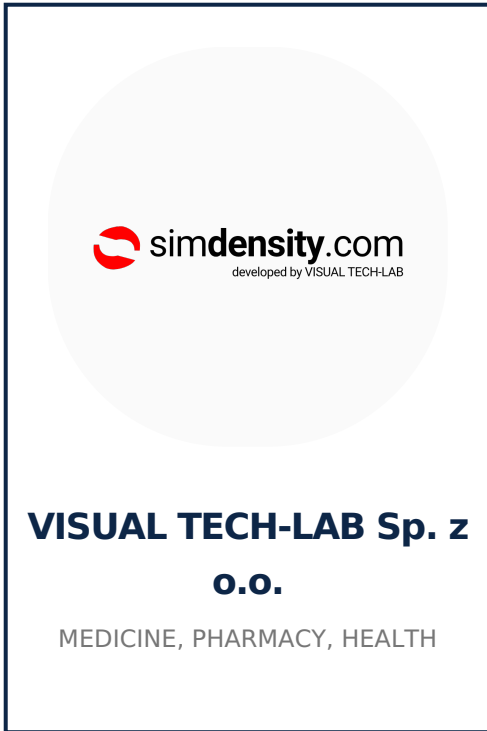 simdensity.com
developed by VISUAL TECH-LAB
VISUAL TECH-LAB Sp. z
o.o.
MEDICINE, PHARMACY, HEALTH